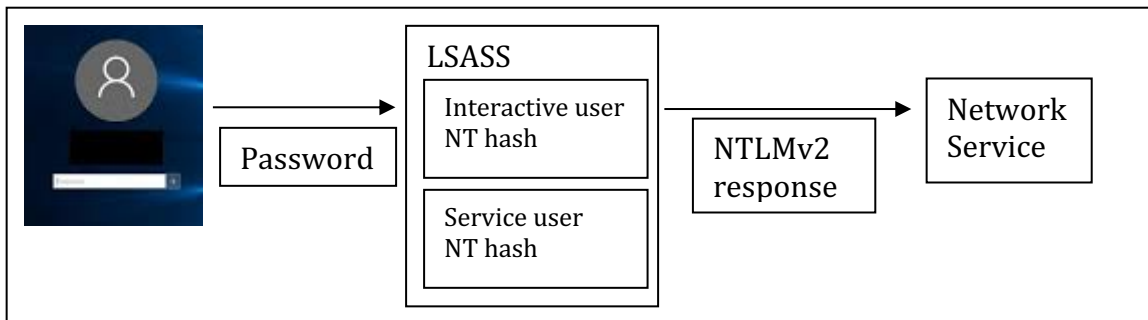 LSASS
Interactive user
NT hash
Password
NTLMv2
response
Network
Service
Service user
NT hash